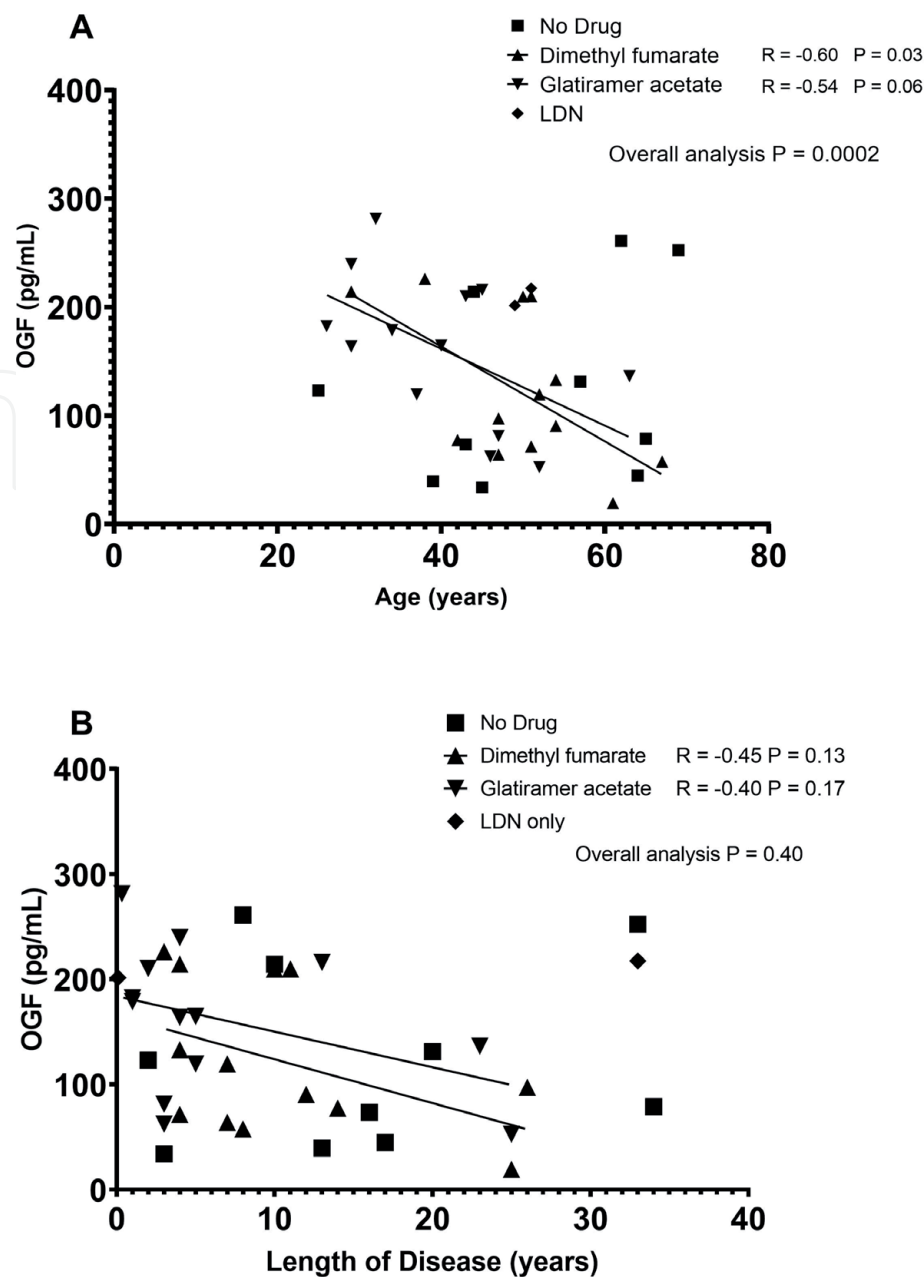 A
No Drug
Dimethyl fumarate R = -0.60 P = 0.03
Glatiramer acetate R = -0.54 P = 0.06
LDN
Overall analysis P = 0.0002
400
300
200
100
0
OGF (pg/mL)
0 20 40 60 80
Age (years)
B
No Drug
Dimethyl fumarate R = -0.45 P = 0.13
Glatiramer acetate R = -0.40 P = 0.17
LDN only
Overall analysis P = 0.40
400
300
200
100
0
OGF (pg/mL)
0 10 20 30 40
Length of Disease (years)